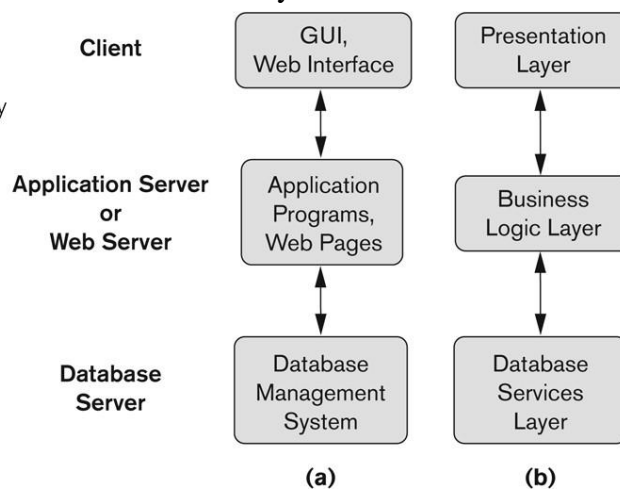 y
Client
GUI,
Web Interface
Presentation
Layer
y
Application Server
or
Web Server
Application
Programs,
Web Pages
Business
Logic Layer
Database
Server
Database
Management
System
Database
Services
Layer
(a)
(b)